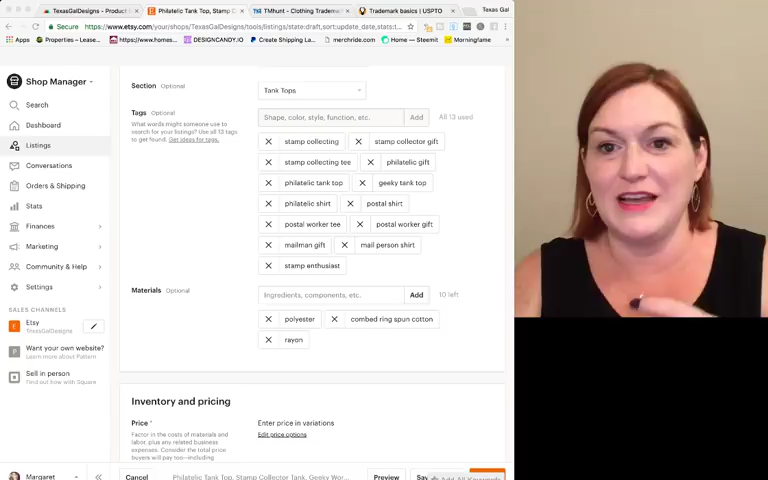 TexasGalDesigns - Product
Philatelic Tank Top, Stamp C
TMhunt - Clothing Trademark
Trademark basics | USPTO
Texas Gal
https://www.etsy.com/your/shops/TexasGalDesigns/tools/listings/state:draft,sort:update_date,stats:t...
Apps
Properties – Lease...
https://www.homes...
DESIGNCANDY.IO
Create Shipping La...
merchride.com
Home — Steemit
Morningfame
Shop Manager
Search
Dashboard
Listings
Conversations
Orders & Shipping
Stats
Finances
Marketing
Community & Help
Settings
SALES CHANNELS
Etsy
TexasGalDesigns
Want your own website?
Learn more about Pattern
Sell in person
Find out how with Square
Margaret
Section Optional
Tank Tops
Tags Optional
What words might someone use to
search for your listings? Use all 13 tags
to get found. Get ideas for tags.
Shape, color, style, function, etc.
Add
All 13 used
stamp collecting
stamp collector gift
stamp collecting tee
philatelic gift
philatelic tank top
geeky tank top
philatelic shirt
postal shirt
postal worker tee
postal worker gift
mailman gift
mail person shirt
stamp enthusiast
Materials Optional
Ingredients, components, etc.
Add
10 left
polyester
combed ring spun cotton
rayon
Inventory and pricing
Price *
Factor in the costs of materials and
labor, plus any related business
expenses. Consider the total price
buyers will pay too—including
Enter price in variations
Edit price options
Cancel
Philatelic Tank Top, Stamp Collector Tank, Geeky Wor...
Preview
Add All Keywords